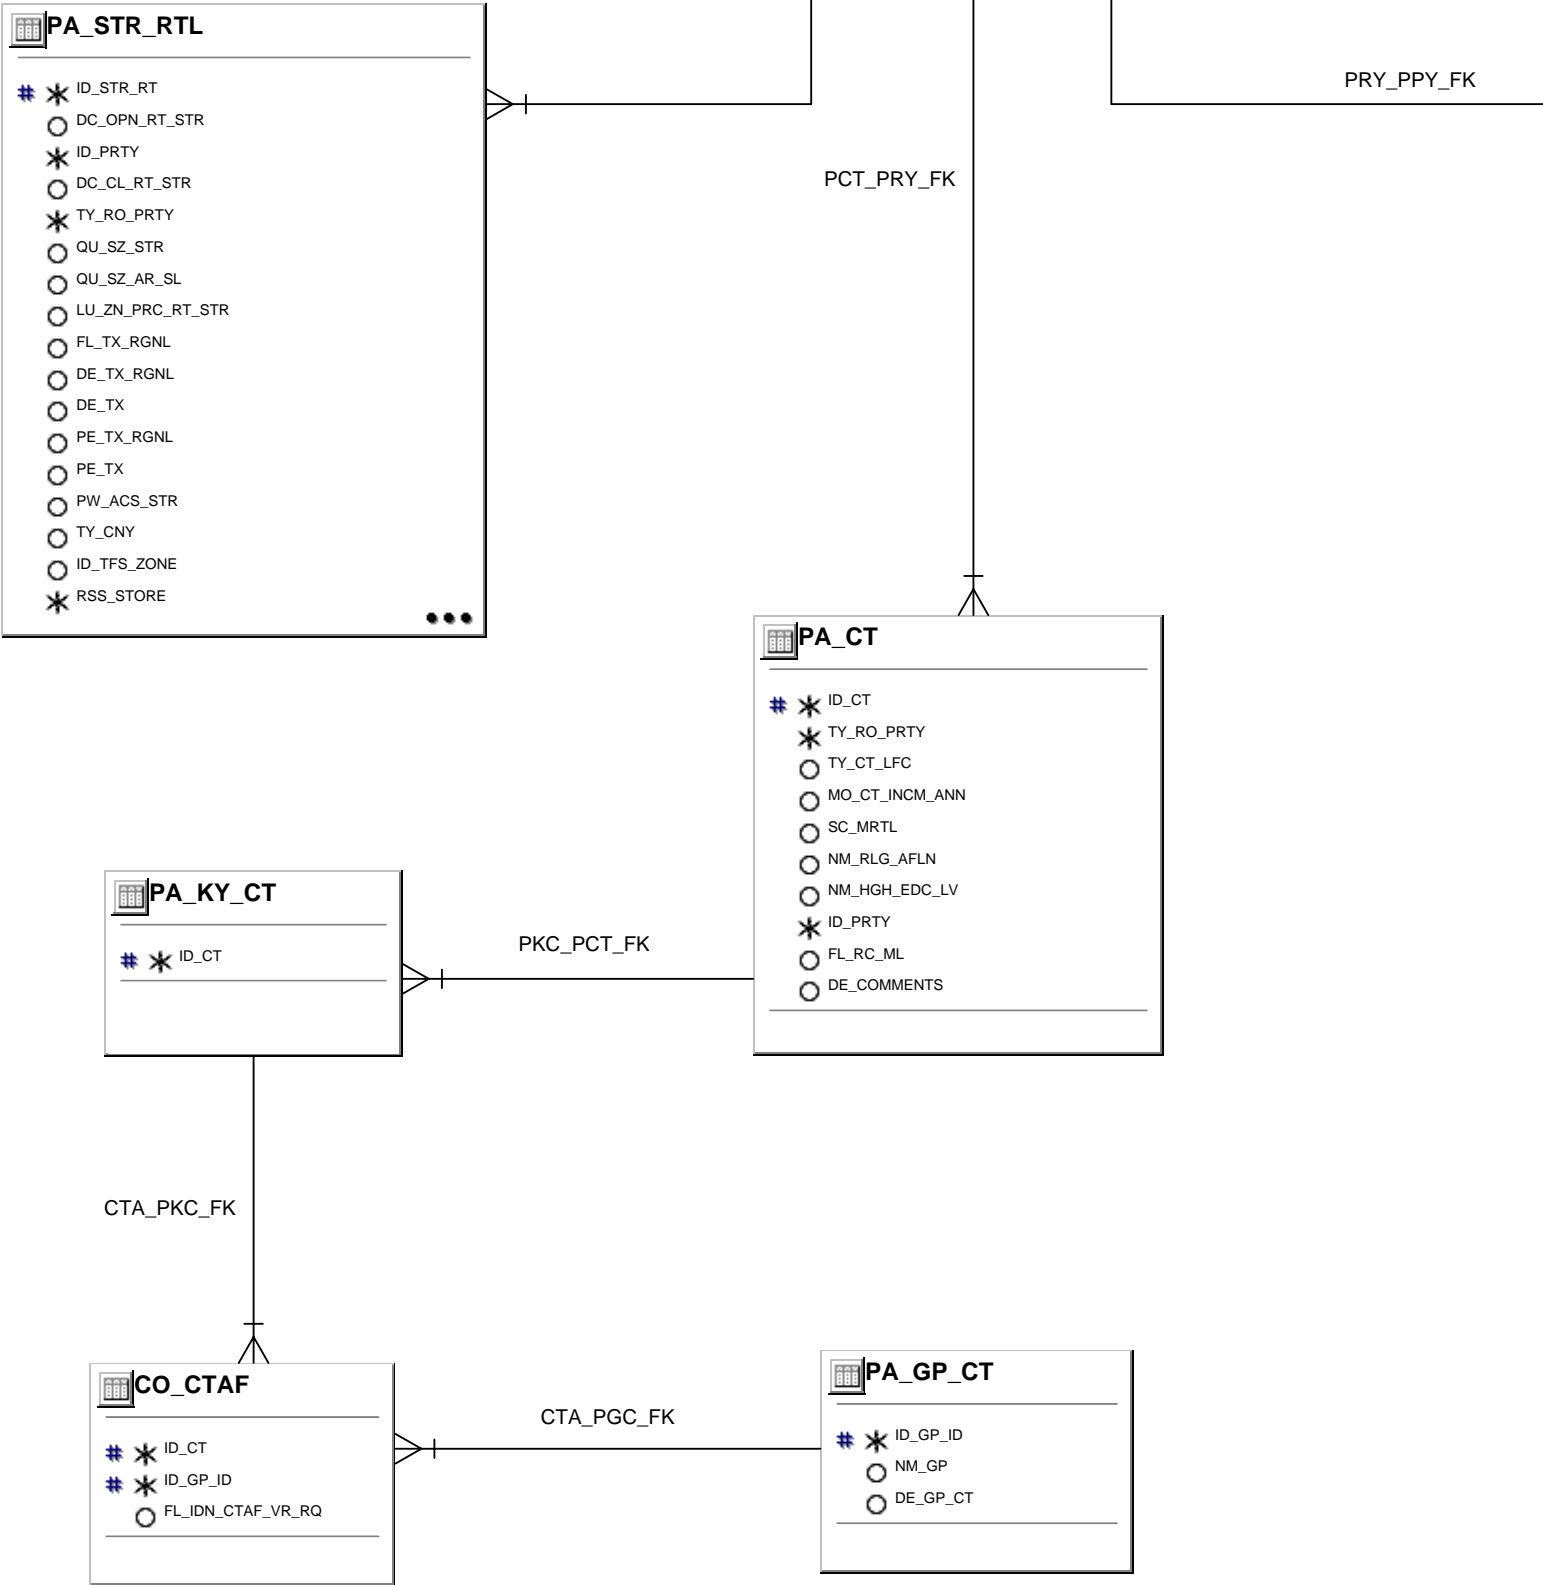 PA_STR_RTL
# * ID_STR_RT
DC_OPN_RT_STR
* ID_PRTY
DC_CL_RT_STR
* TY_RO_PRTY
QU_SZ_STR
QU_SZ_AR_SL
LU_ZN_PRC_RT_STR
FL_TX_RGNL
DE_TX_RGNL
DE_TX
PE_TX_RGNL
PE_TX
PW_ACS_STR
TY_CNY
ID_TFS_ZONE
* RSS_STORE
PRY_PPY_FK
PCT_PRY_FK
PA_CT
# * ID_CT
* TY_RO_PRTY
TY_CT_LFC
MO_CT_INCM_ANN
SC_MRTL
NM_RLG_AFLN
NM_HGH_EDC_LV
* ID_PRTY
FL_RC_ML
DE_COMMENTS
PA_KY_CT
# * ID_CT
PKC_PCT_FK
CTA_PKC_FK
CO_CTAF
# * ID_CT
# * ID_GP_ID
FL_IDN_CTAF_VR_RQ
CTA_PGC_FK
PA_GP_CT
# * ID_GP_ID
NM_GP
DE_GP_CT